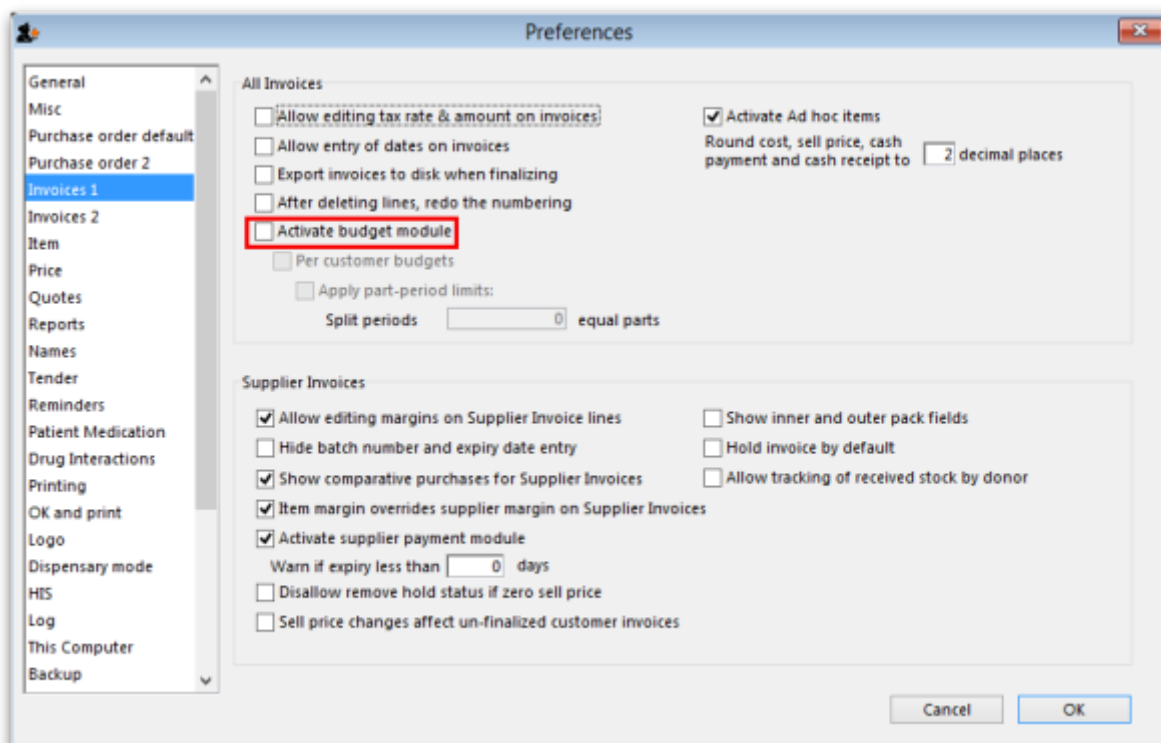 Preferences
General
Misc
Purchase order default
Purchase order 2
Invoices 1
Invoices 2
Item
Price
Quotes
Reports
Names
Tender
Reminders
Patient Medication
Drug Interactions
Printing
OK and print
Logo
Dispensary mode
HIS
Log
This Computer
Backup
All Invoices
Allow editing tax rate & amount on invoices
Allow entry of dates on invoices
Export invoices to disk when finalizing
After deleting lines, redo the numbering
Activate budget module
Per customer budgets
Apply part-period limits:
Split periods 0 equal parts
Activate Ad hoc items
Round cost, sell price, cash
payment and cash receipt to 2 decimal places
Supplier Invoices
Allow editing margins on Supplier Invoice lines
Hide batch number and expiry date entry
Show comparative purchases for Supplier Invoices
Item margin overrides supplier margin on Supplier Invoices
Activate supplier payment module
Warn if expiry less than 0 days
Disallow remove hold status if zero sell price
Sell price changes affect un-finalized customer invoices
Show inner and outer pack fields
Hold invoice by default
Allow tracking of received stock by donor
Cancel
OK